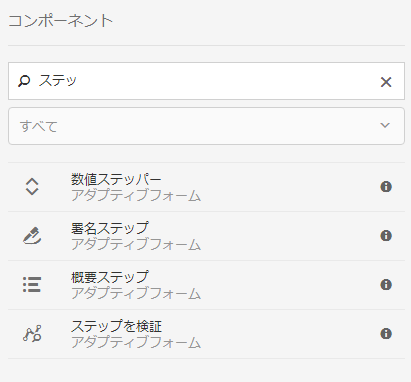 コンポーネント
ステッ
すべて
数値ステッパー
アダプティブフォーム
署名ステップ
アダプティブフォーム
概要ステップ
アダプティブフォーム
ステップを検証
アダプティブフォーム